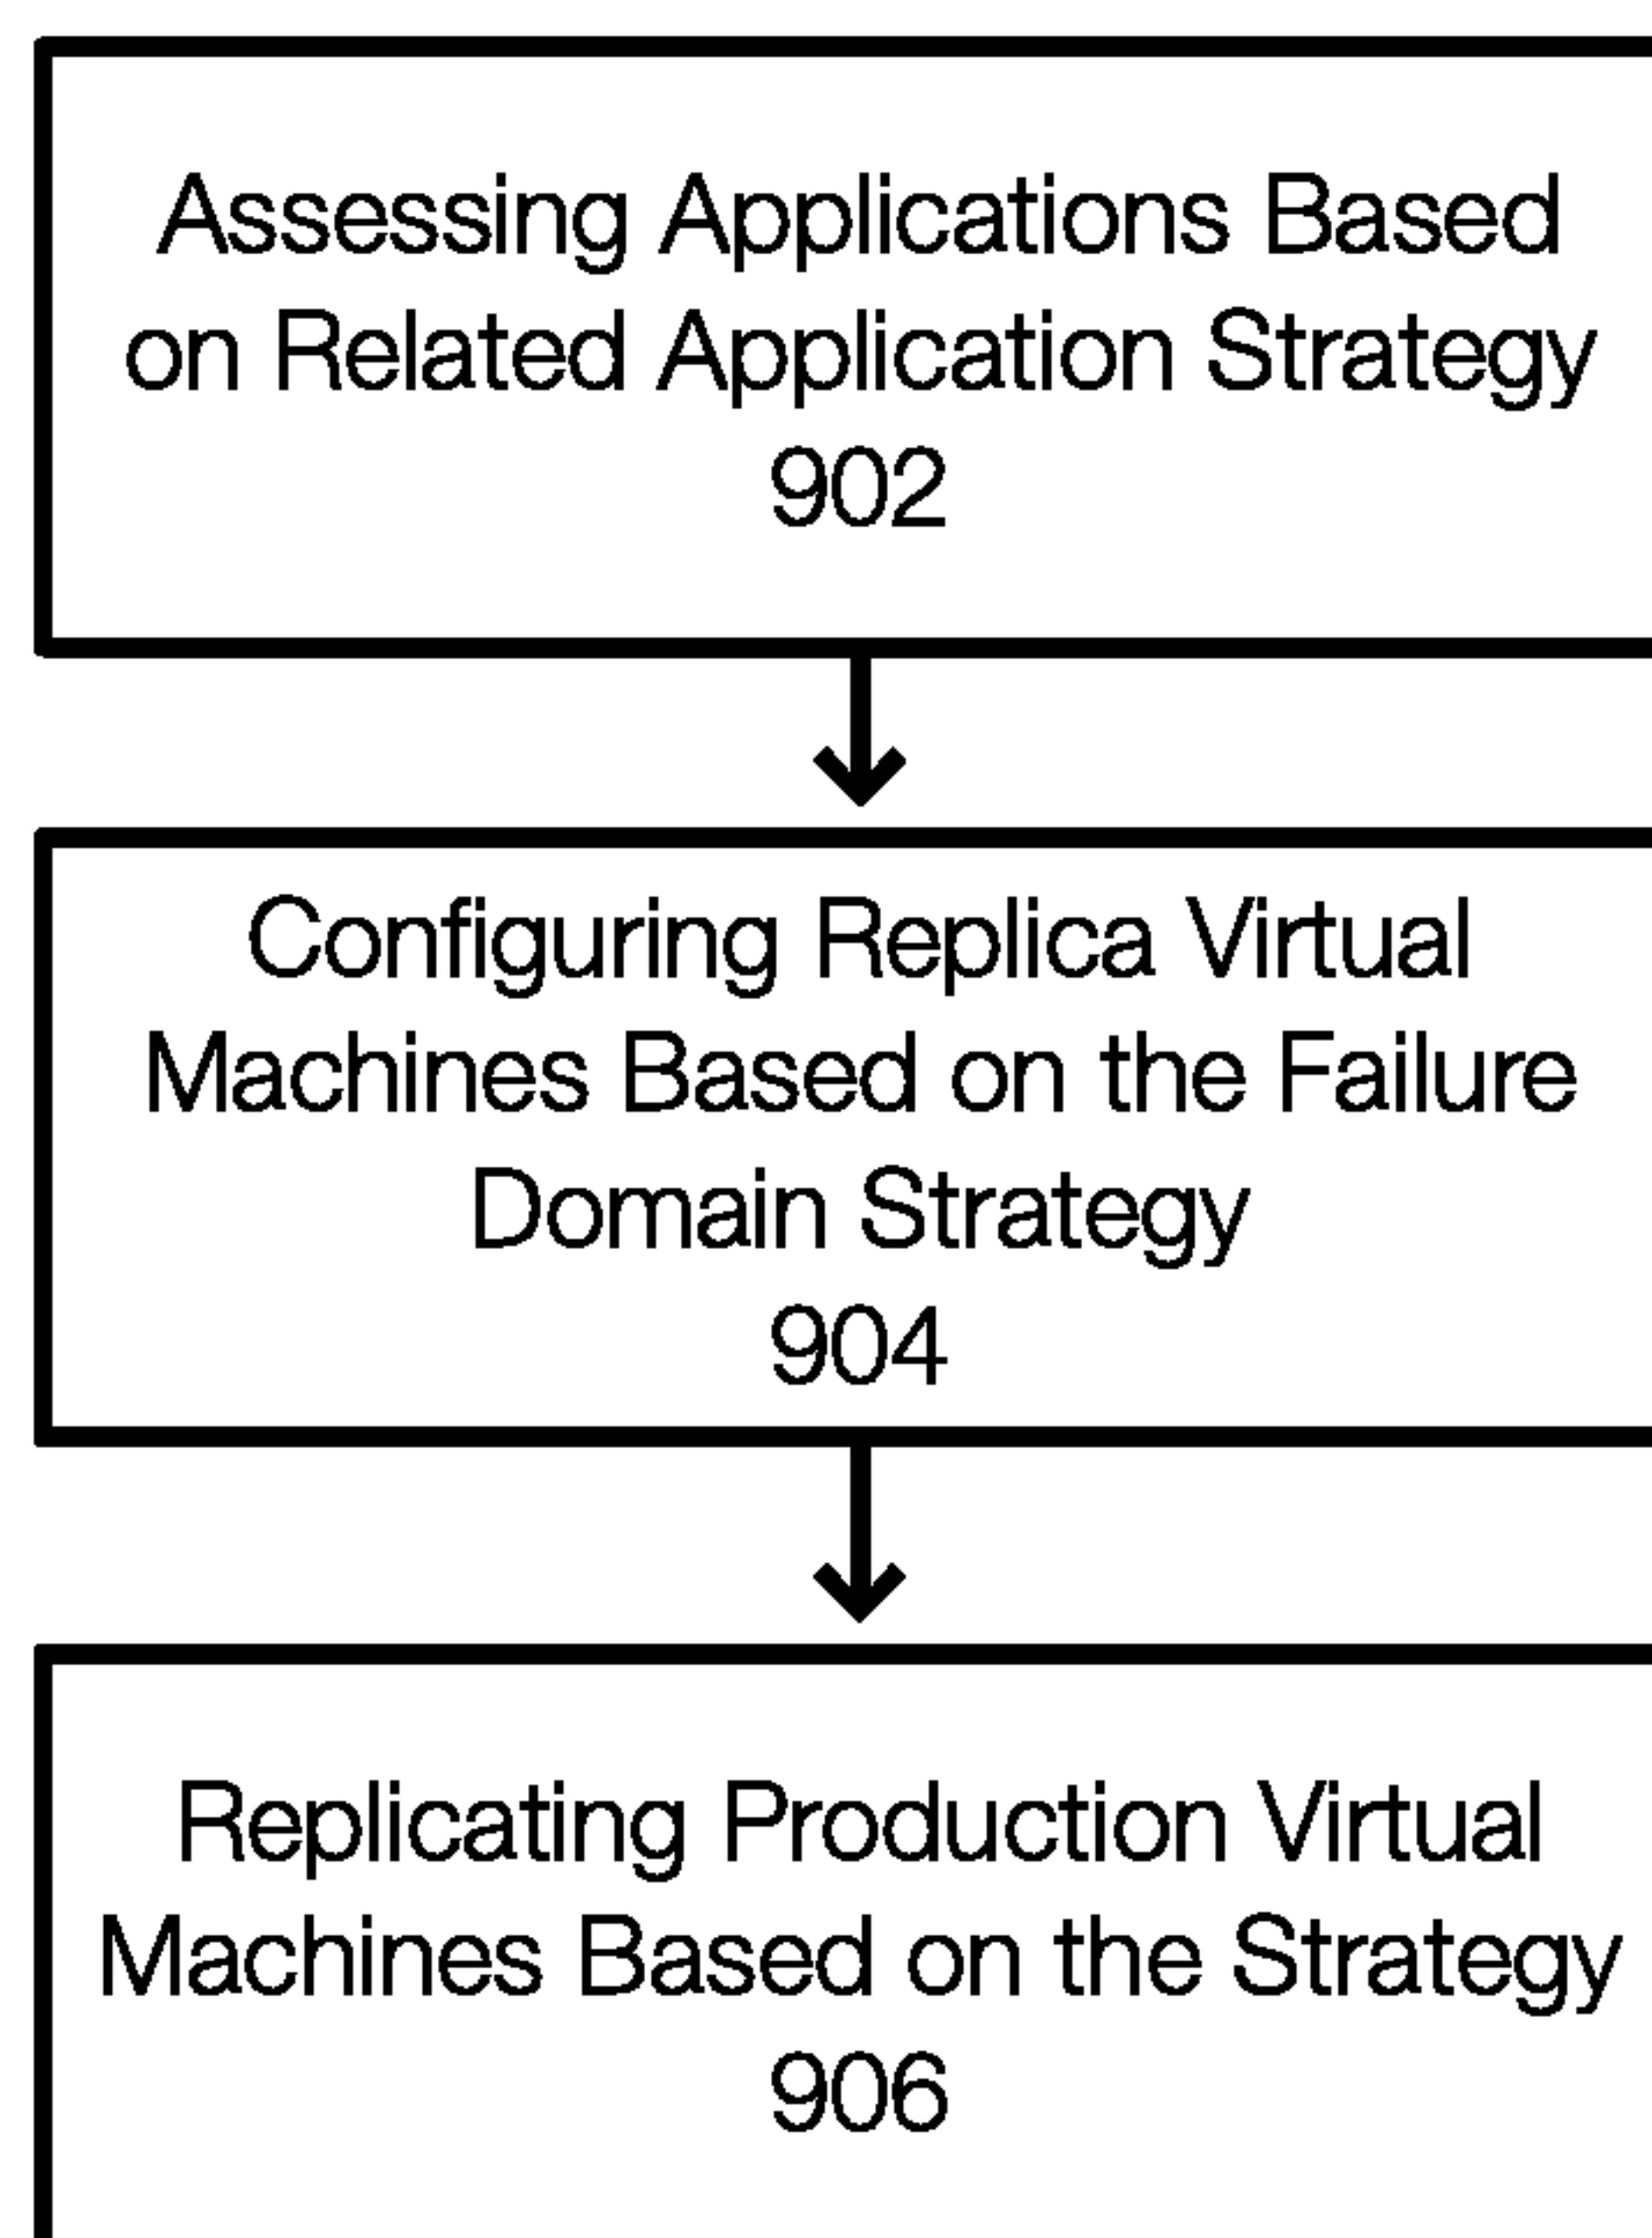 Assessing Applications Based
on Related Application Strategy
902
Configuring Replica Virtual
Machines Based on the Failure
Domain Strategy
904
Replicating Production Virtual
Machines Based on the Strategy
906